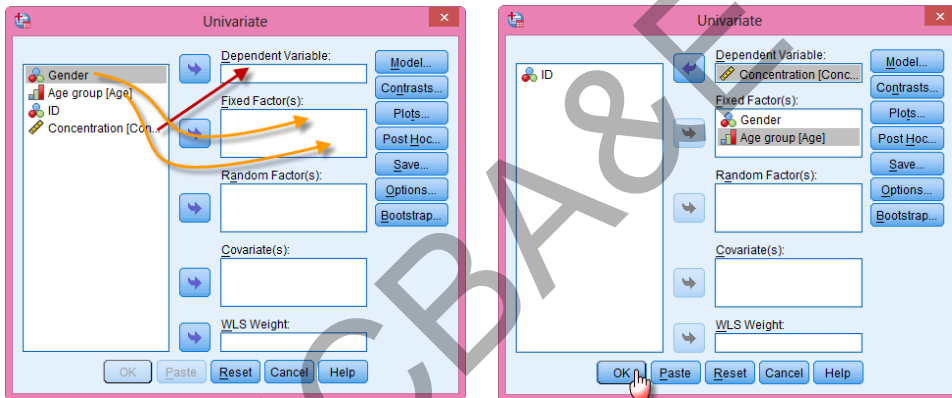 Univariate
Gender
Age group [Age]
ID
Concentration [Con...
Dependent Variable:
Fixed Factor(s):
Random Factor(s):
Covariate(s):
WLS Weight:
Model...
Contrasts...
Plots...
Post Hoc...
Save...
Options...
Bootstrap...
OK
Paste
Reset
Cancel
Help
Univariate
ID
Dependent Variable:
Concentration [Conc...
Fixed Factor(s):
Gender
Age group [Age]
Random Factor(s):
Covariate(s):
WLS Weight:
Model...
Contrasts...
Plots...
Post Hoc...
Save...
Options...
Bootstrap...
OK
Paste
Reset
Cancel
Help
CBA&E